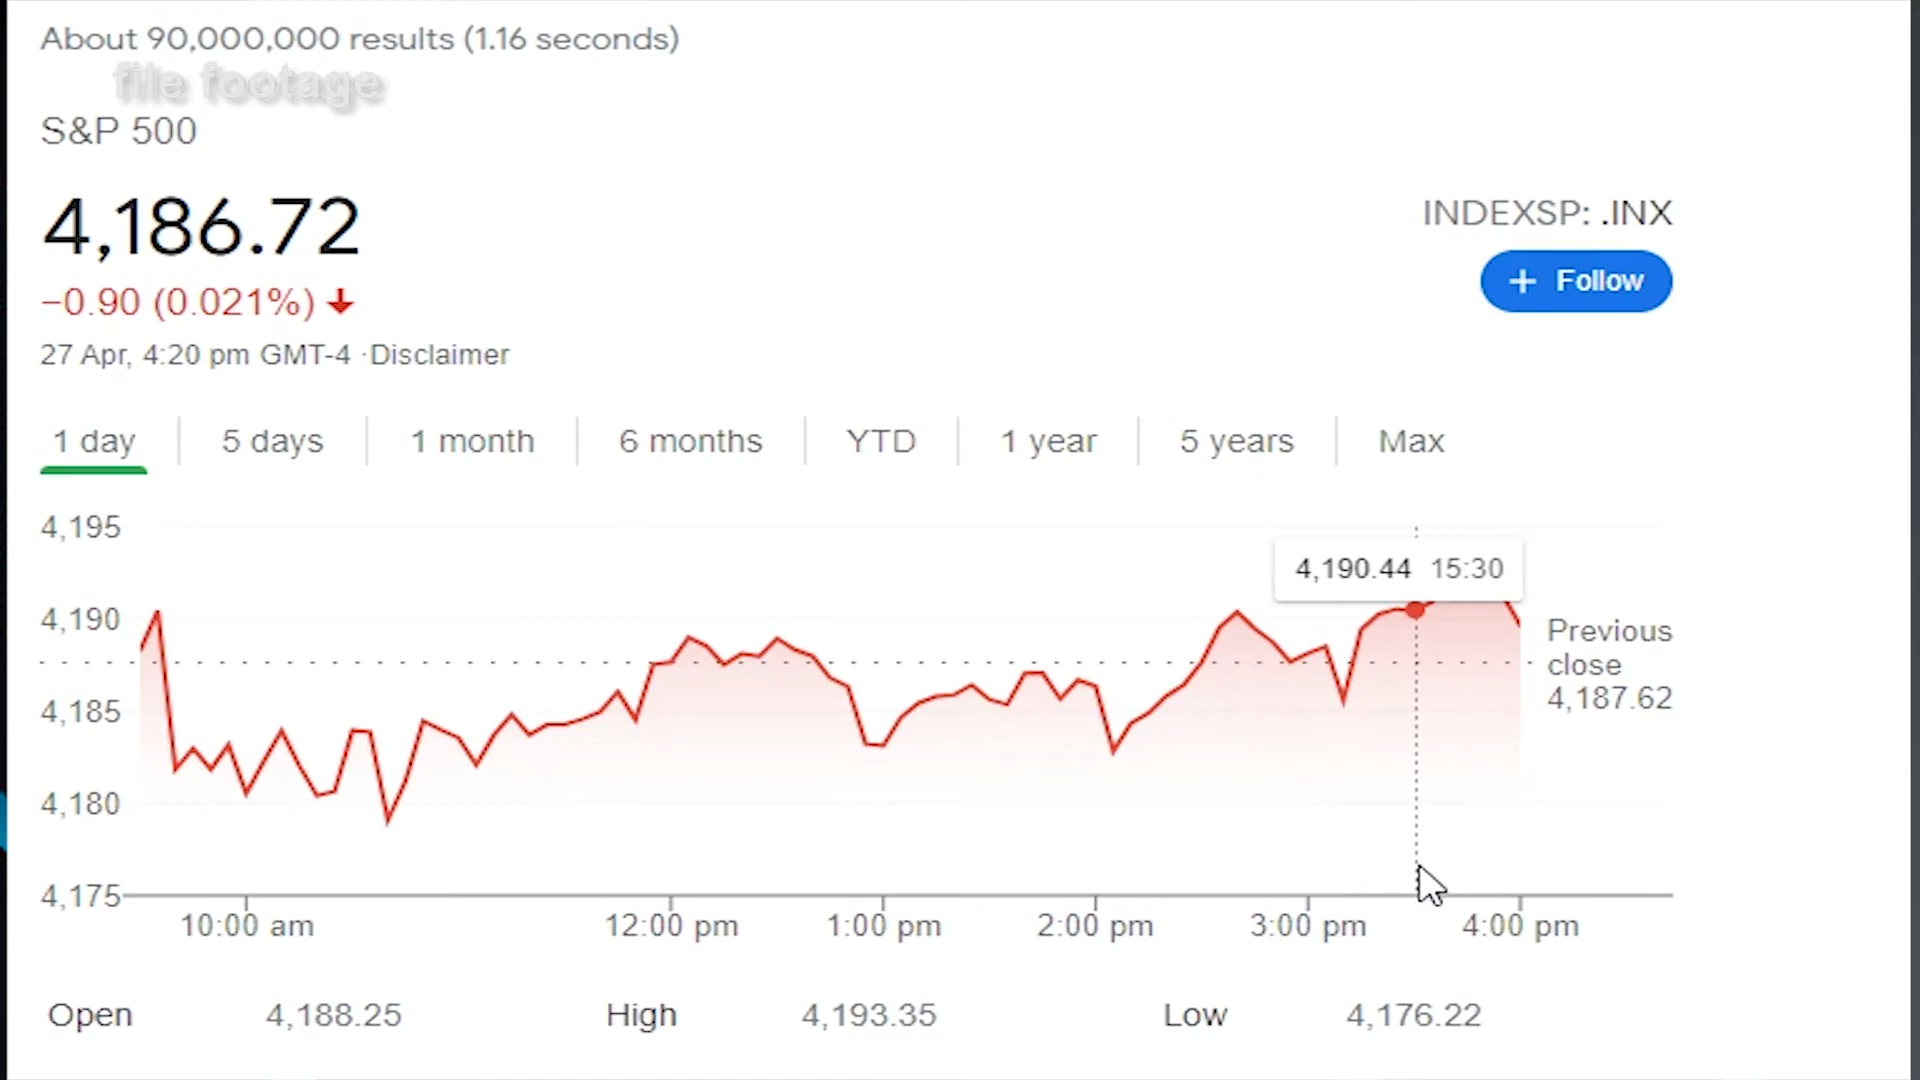 About 90,000,000 results (1.16 seconds)
file footage
S&P 500
4,186.72
INDEXSP: .INX
+ Follow
−0.90 (0.021%) ↓
27 Apr, 4:20 pm GMT-4 ·Disclaimer
1 day 5 days 1 month 6 months YTD 1 year 5 years Max
4,195
4,190.44 15:30
4,190
Previous
close
4,187.62
4,185
4,180
4,175
10:00 am 12:00 pm 1:00 pm 2:00 pm 3:00 pm 4:00 pm
Open 4,188.25 High 4,193.35 Low 4,176.22